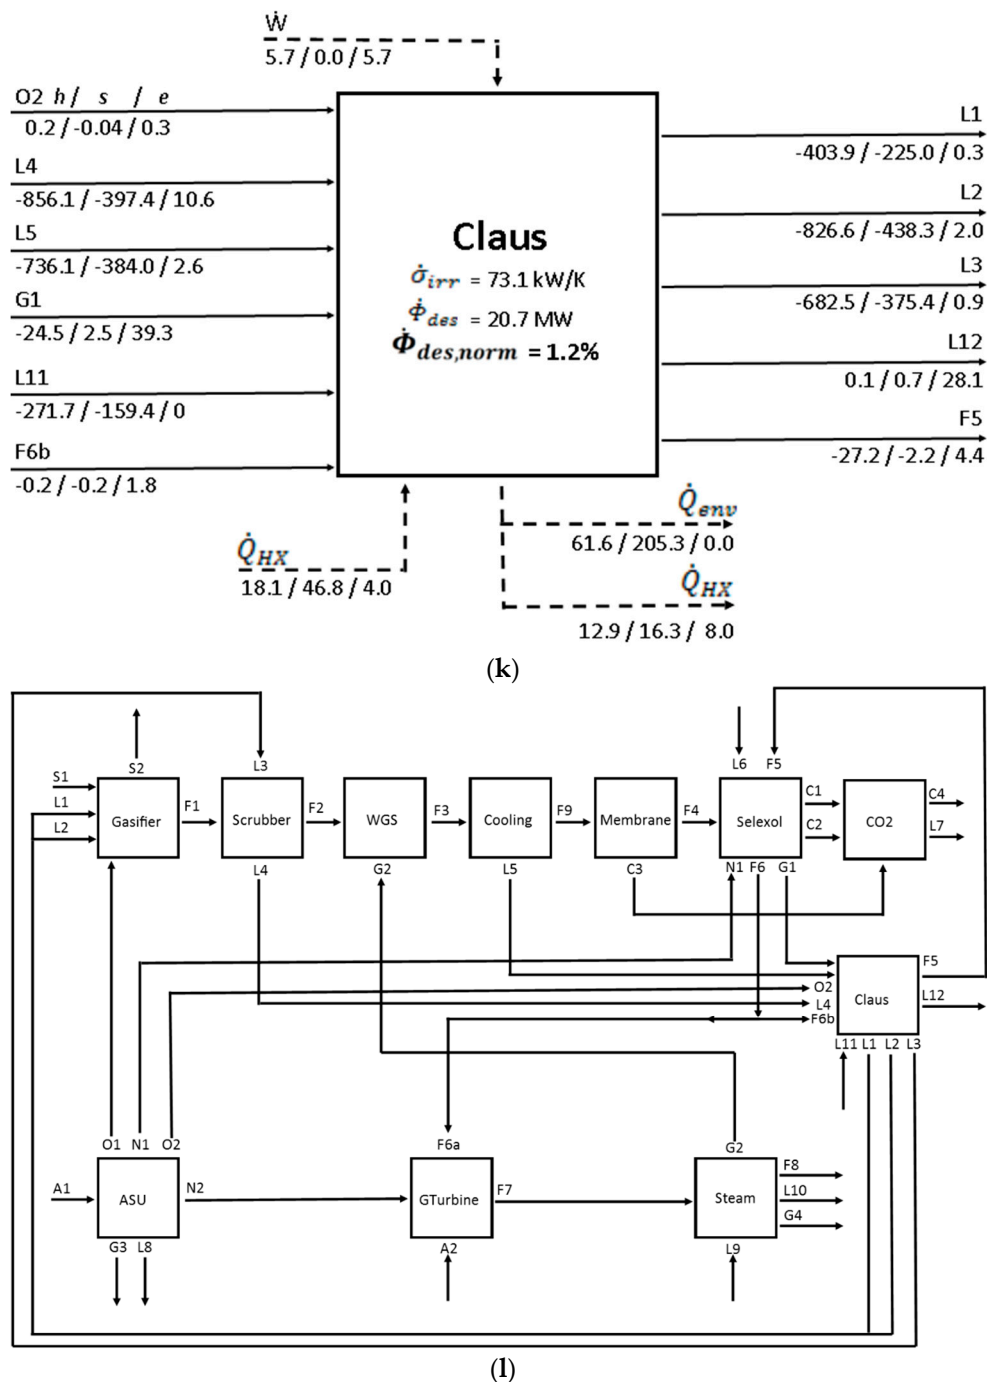 Ẇ
5.7 / 0.0 / 5.7
O2 h / s / e
0.2 / -0.04 / 0.3
L4
-856.1 / -397.4 / 10.6
L5
-736.1 / -384.0 / 2.6
G1
-24.5 / 2.5 / 39.3
L11
-271.7 / -159.4 / 0
F6b
-0.2 / -0.2 / 1.8
Claus
σ̇irr = 73.1 kW/K
Φ̇des = 20.7 MW
Φ̇des,norm = 1.2%
L1
-403.9 / -225.0 / 0.3
L2
-826.6 / -438.3 / 2.0
L3
-682.5 / -375.4 / 0.9
L12
0.1 / 0.7 / 28.1
F5
-27.2 / -2.2 / 4.4
Q̇HX
18.1 / 46.8 / 4.0
Q̇env
61.6 / 205.3 / 0.0
Q̇HX
12.9 / 16.3 / 8.0
(k)
S2 L3 L6 F5
S1 L1 L2 Gasifier F1 Scrubber F2 WGS F3 Cooling F9 Membrane F4 Selexol C1 C2 CO2 C4 L7
L4 G2 L5 C3 N1 F6 G1
O2 L4 F6b Claus F5 L12
L11 L1 L2 L3
O1 N1 O2 F6a G2
A1 ASU N2 GTurbine F7 Steam F8 L10 G4
G3 L8 A2 L9
(l)